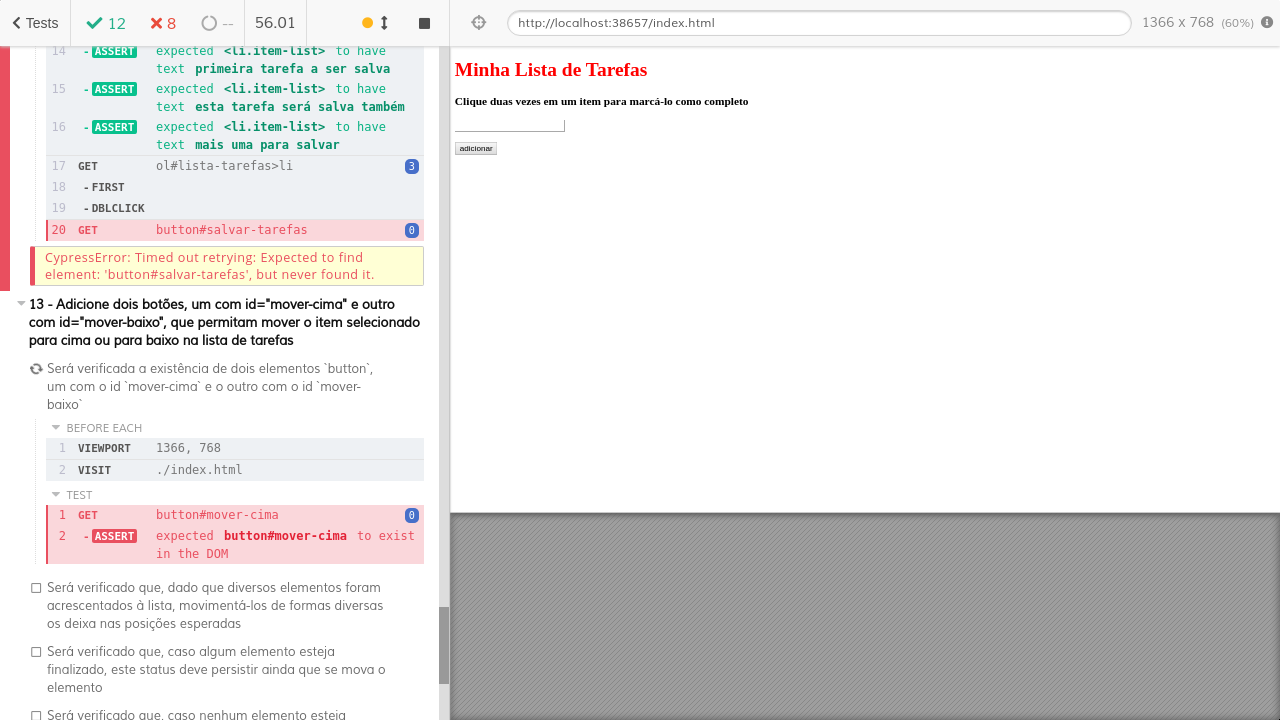 Tests 12 8 -- 56.01 http://localhost:38657/index.html 1366 x 768 (60%)
14 - ASSERT expected <li.item-list> to have
text primeira tarefa a ser salva
15 - ASSERT expected <li.item-list> to have
text esta tarefa será salva também
16 - ASSERT expected <li.item-list> to have
text mais uma para salvar
17 GET ol#lista-tarefas>li 3
18 - FIRST
19 - DBLCLICK
20 GET button#salvar-tarefas 0
CypressError: Timed out retrying: Expected to find
element: 'button#salvar-tarefas', but never found it.
13 - Adicione dois botões, um com id="mover-cima" e outro
com id="mover-baixo", que permitam mover o item selecionado
para cima ou para baixo na lista de tarefas
Será verificada a existência de dois elementos `button`,
um com o id `mover-cima` e o outro com o id `mover-
baixo`
BEFORE EACH
1 VIEWPORT 1366, 768
2 VISIT ./index.html
TEST
1 GET button#mover-cima 0
2 - ASSERT expected button#mover-cima to exist
in the DOM
Será verificado que, dado que diversos elementos foram
acrescentados à lista, movimentá-los de formas diversas
os deixa nas posições esperadas
Será verificado que, caso algum elemento esteja
finalizado, este status deve persistir ainda que se mova o
elemento
Será verificado que, caso nenhum elemento esteja
Minha Lista de Tarefas
Clique duas vezes em um item para marcá-lo como completo
adicionar